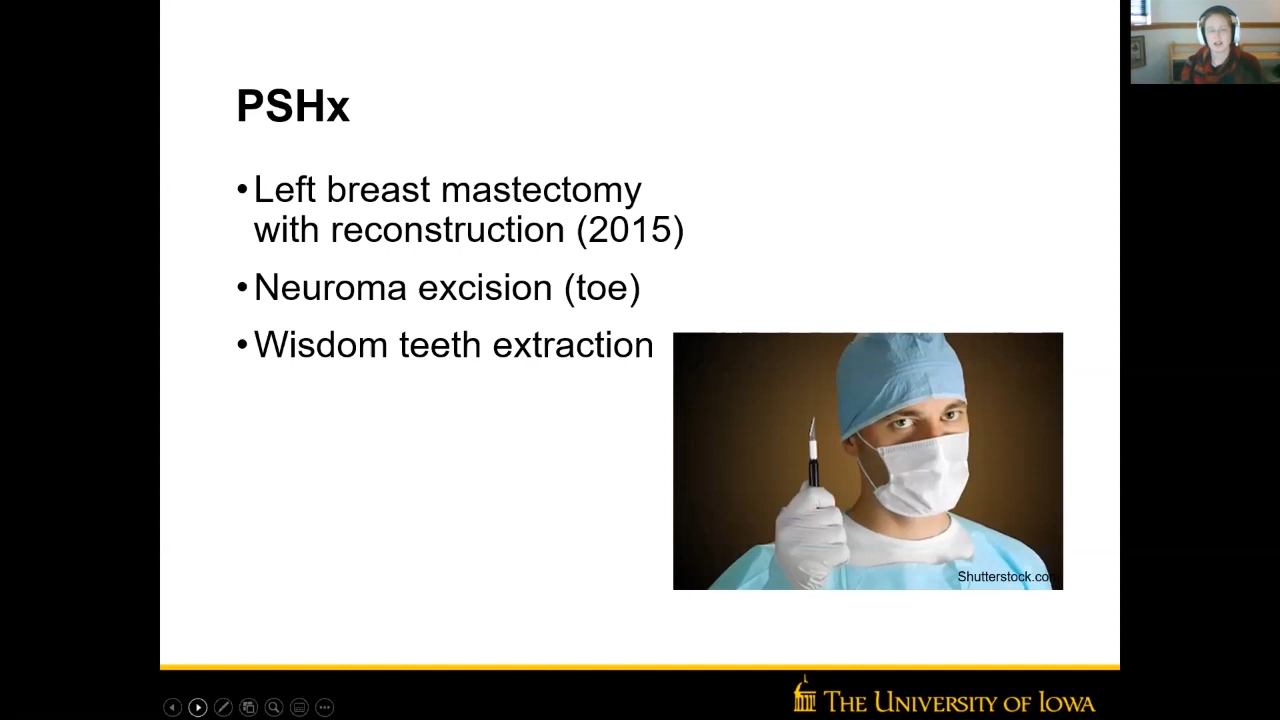 PSHx
•Left breast mastectomy
with reconstruction (2015)
•Neuroma excision (toe)
•Wisdom teeth extraction
Shutterstock.co
THE UNIVERSITY OF IOWA